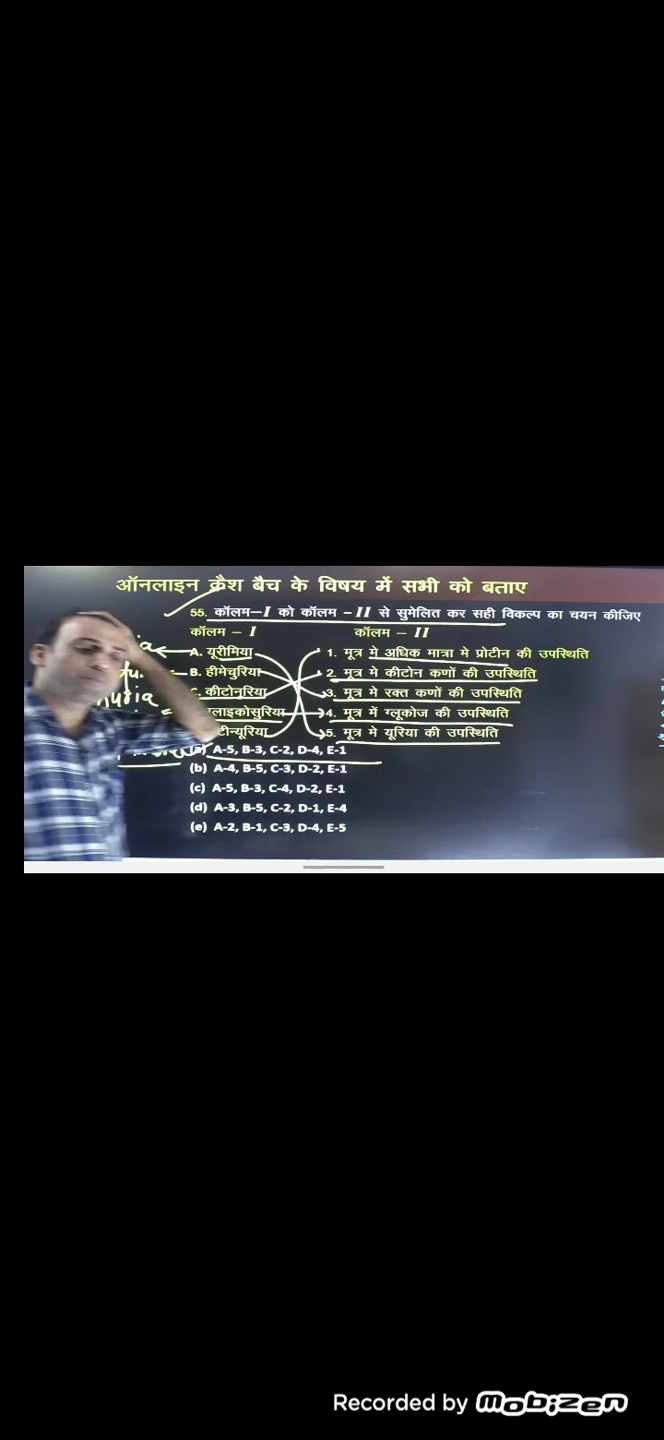 ऑनलाइन क्रैश बैच के विषय में सभी को बताए
55. कॉलम–I को कॉलम –II से सुमेलित कर सही विकल्प का चयन कीजिए
कॉलम – I कॉलम – II
A. यूरीमिया 1. मूत्र मे अधिक मात्रा मे प्रोटीन की उपस्थिति
B. हीमेचुरिया 2. मूत्र मे कीटोन कणों की उपस्थिति
C. कीटोनूरिया 3. मूत्र मे रक्त कणों की उपस्थिति
लाइकोसुरिया 4. मूत्र में ग्लूकोज की उपस्थिति
टीन्यूरिया 5. मूत्र मे यूरिया की उपस्थिति
(a) A-5, B-3, C-2, D-4, E-1
(b) A-4, B-5, C-3, D-2, E-1
(c) A-5, B-3, C-4, D-2, E-1
(d) A-3, B-5, C-2, D-1, E-4
(e) A-2, B-1, C-3, D-4, E-5
Recorded by Mobizen